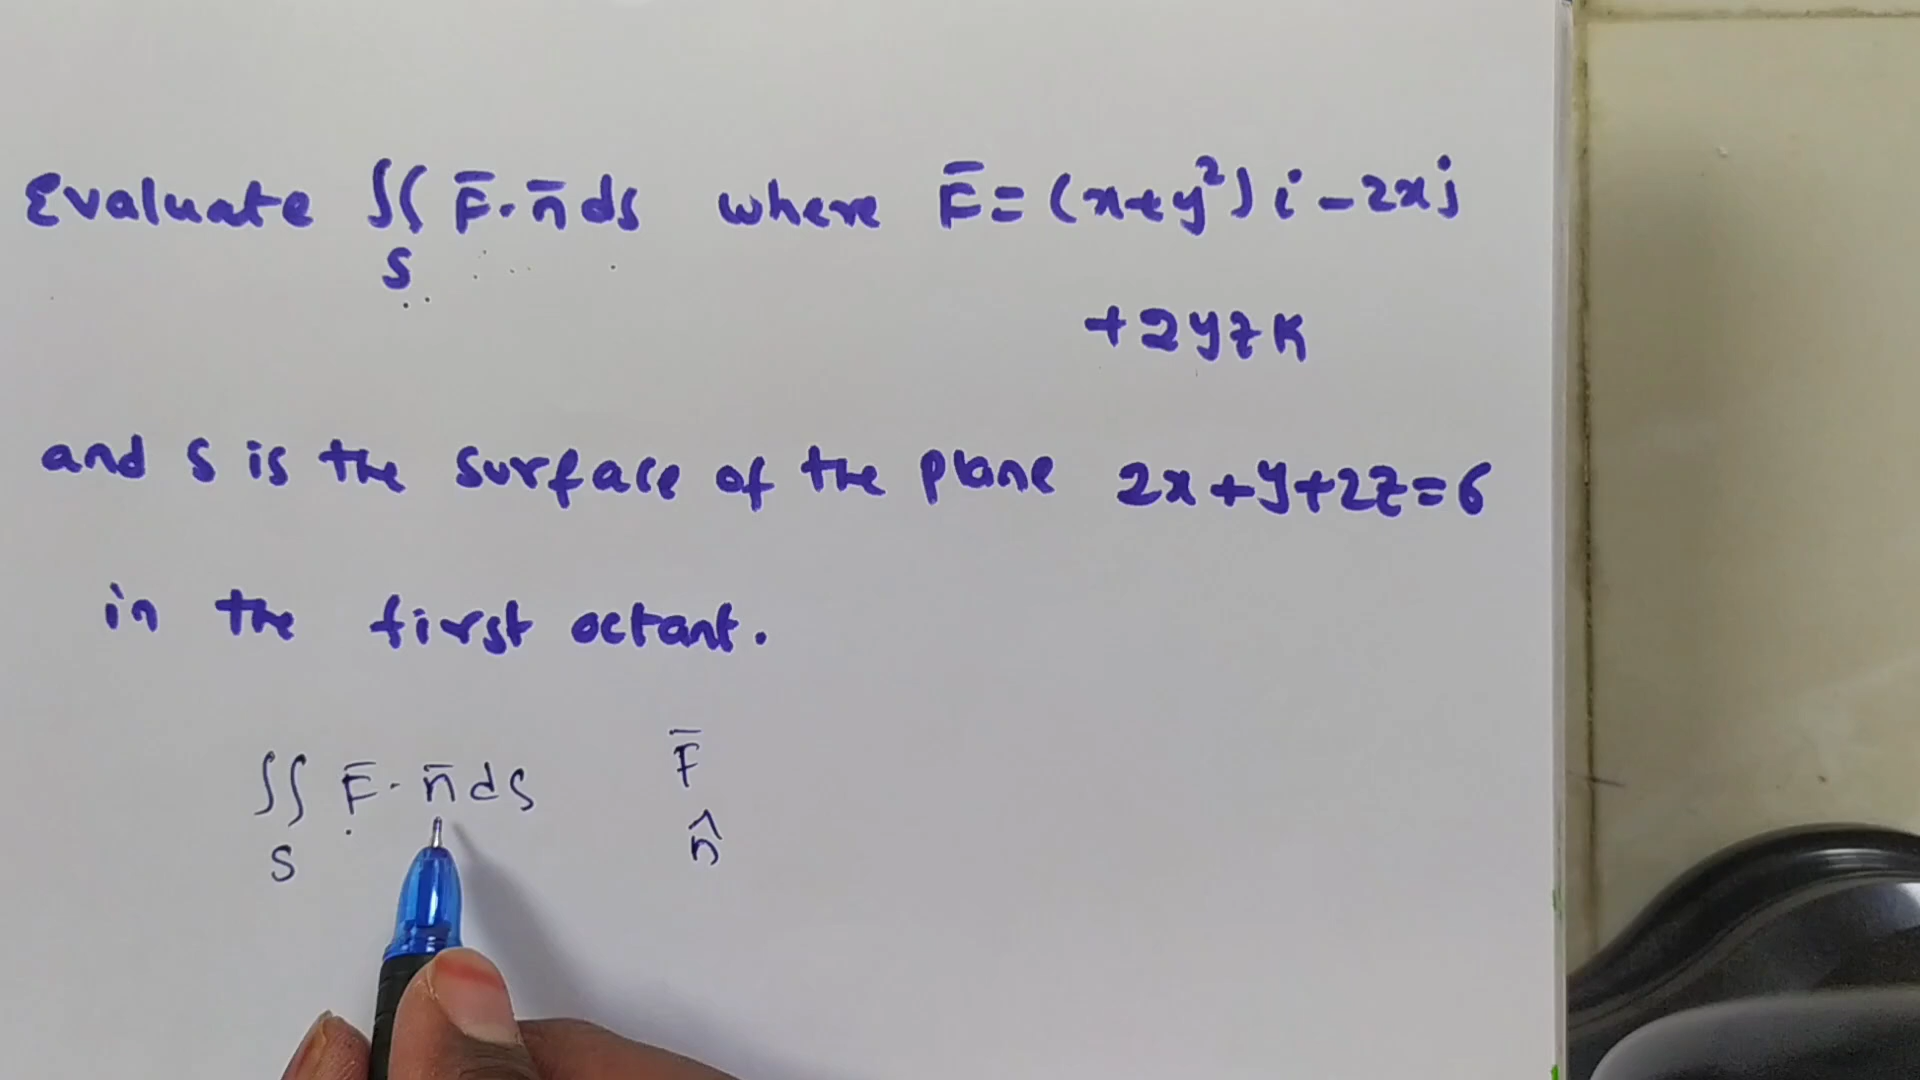 Evaluate ∬ F̄·n̄ ds where F̄ = (x+y²) i - 2x j
S
+ 2yz k
and S is the surface of the plane 2x+y+2z=6
in the first octant.
∬ F̄·n̄ ds
S
F̄
n̂